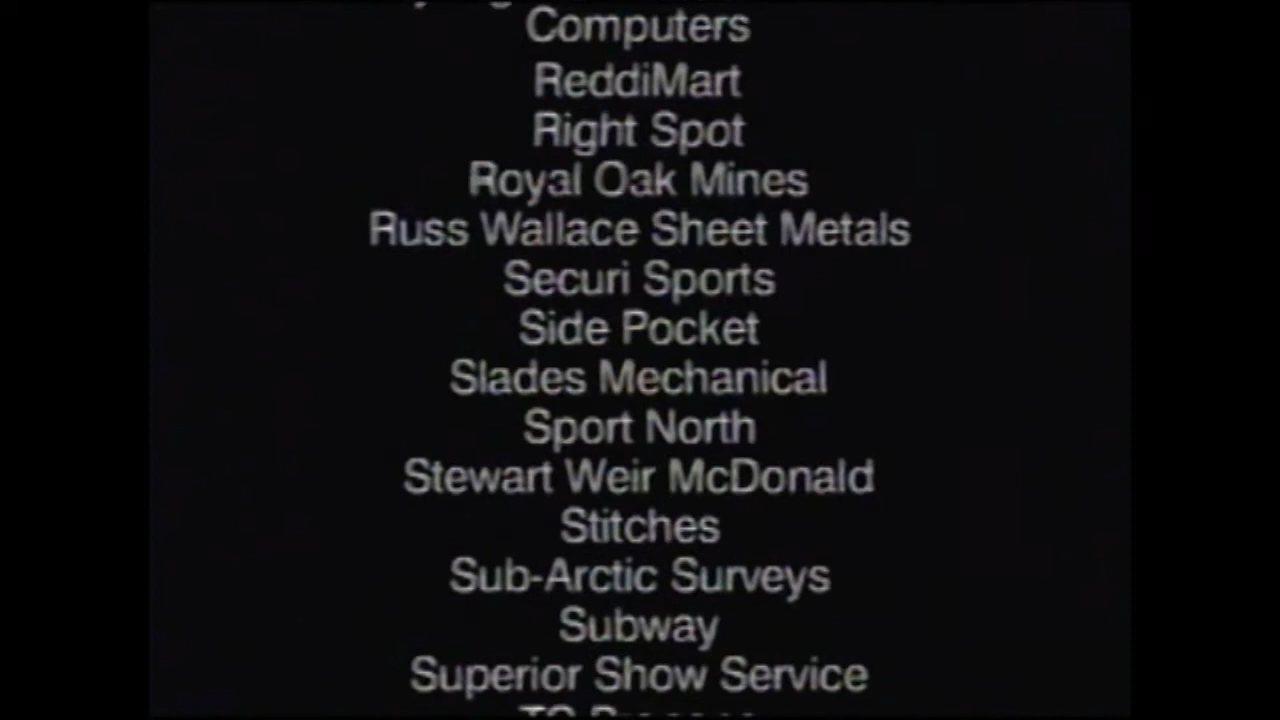 Computers
ReddiMart
Right Spot
Royal Oak Mines
Russ Wallace Sheet Metals
Securi Sports
Side Pocket
Slades Mechanical
Sport North
Stewart Weir McDonald
Stitches
Sub-Arctic Surveys
Subway
Superior Show Service